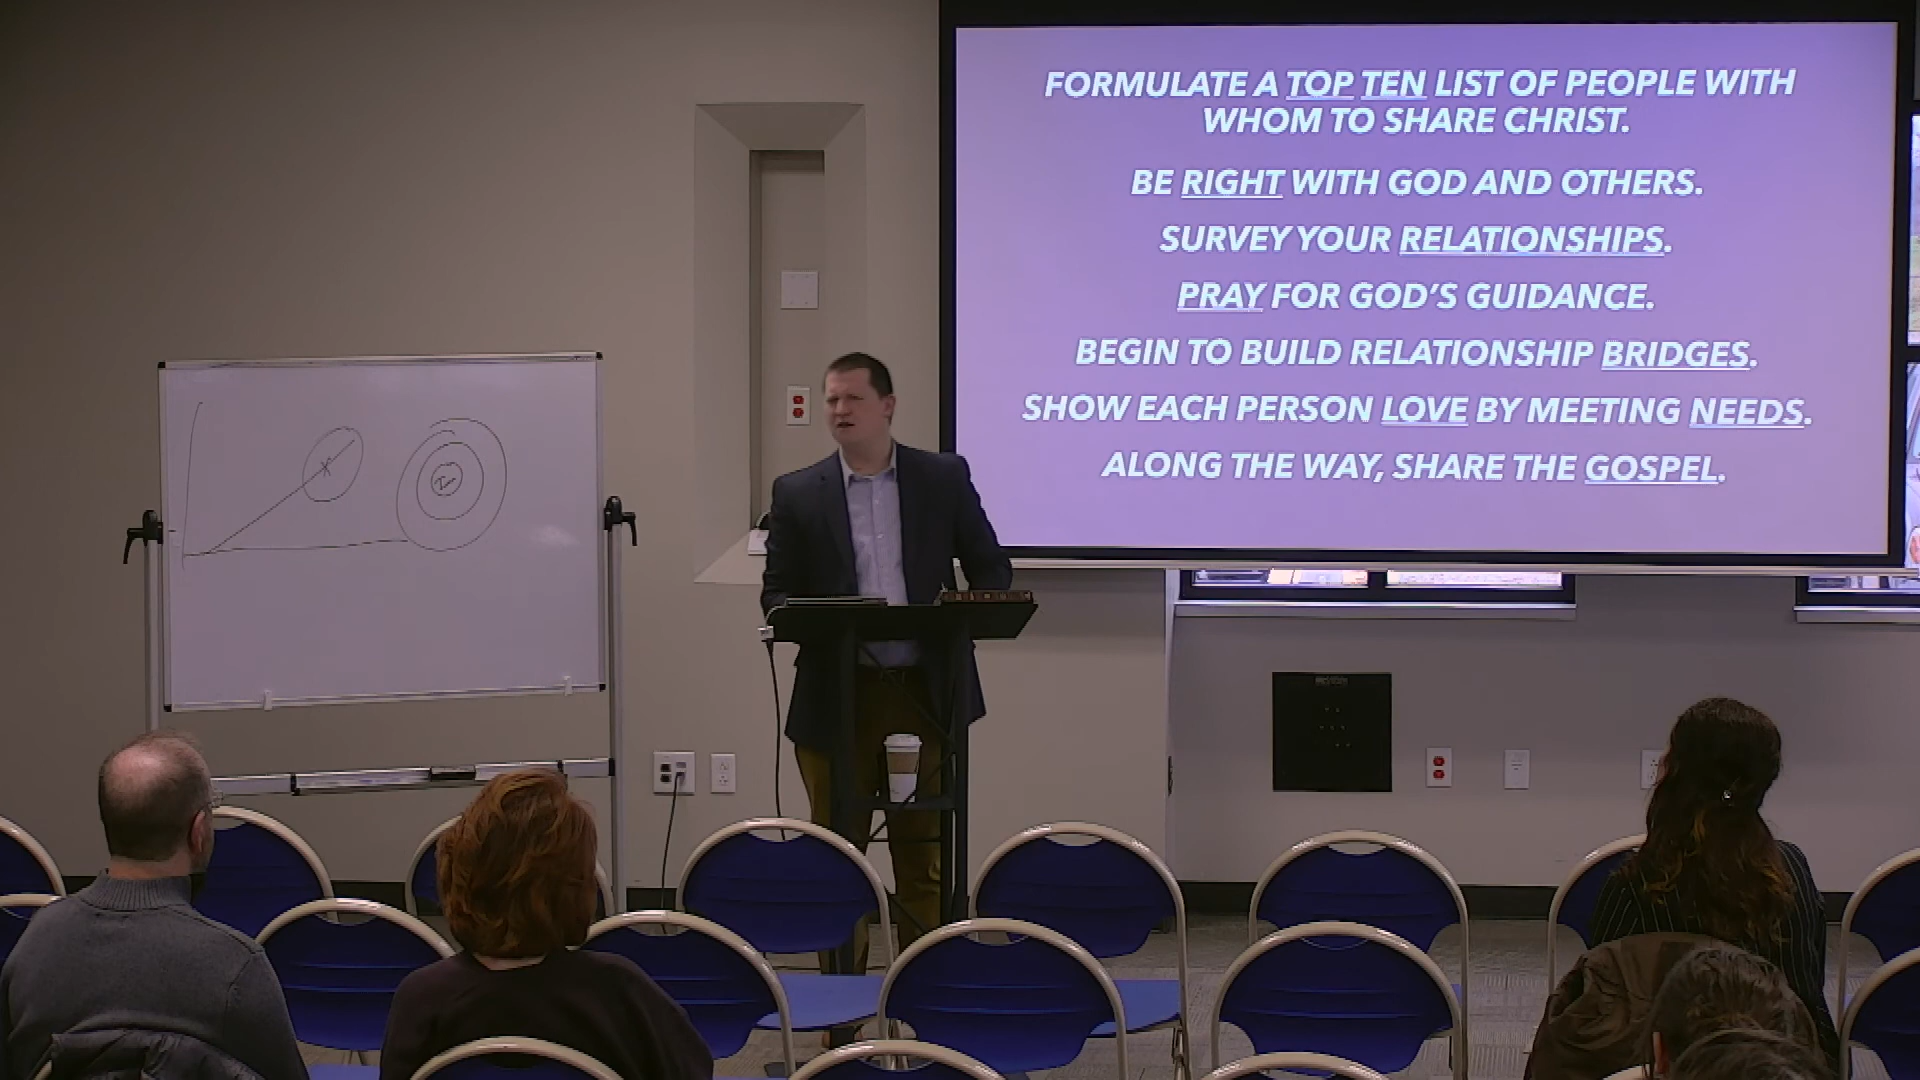 FORMULATE A TOP TEN LIST OF PEOPLE WITH
WHOM TO SHARE CHRIST.
BE RIGHT WITH GOD AND OTHERS.
SURVEY YOUR RELATIONSHIPS.
PRAY FOR GOD'S GUIDANCE.
BEGIN TO BUILD RELATIONSHIP BRIDGES.
SHOW EACH PERSON LOVE BY MEETING NEEDS.
ALONG THE WAY, SHARE THE GOSPEL.